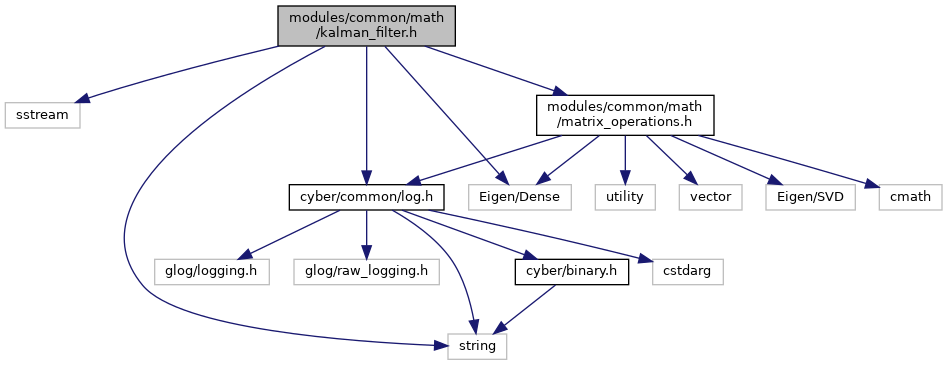 modules/common/math
/kalman_filter.h
sstream
modules/common/math
/matrix_operations.h
cyber/common/log.h
Eigen/Dense
utility
vector
Eigen/SVD
cmath
glog/logging.h
glog/raw_logging.h
cyber/binary.h
cstdarg
string